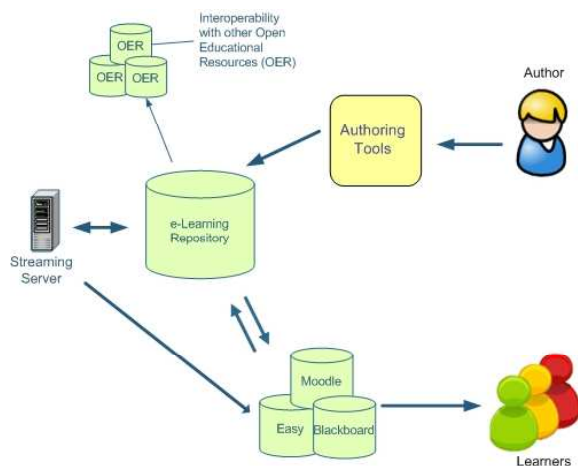 Interoperability
with other Open
Educational
Resources (OER)
OER
OER
OER
Author
Authoring
Tools
e-Learning
Repository
Streaming
Server
Moodle
Easy
Blackboard
Learners